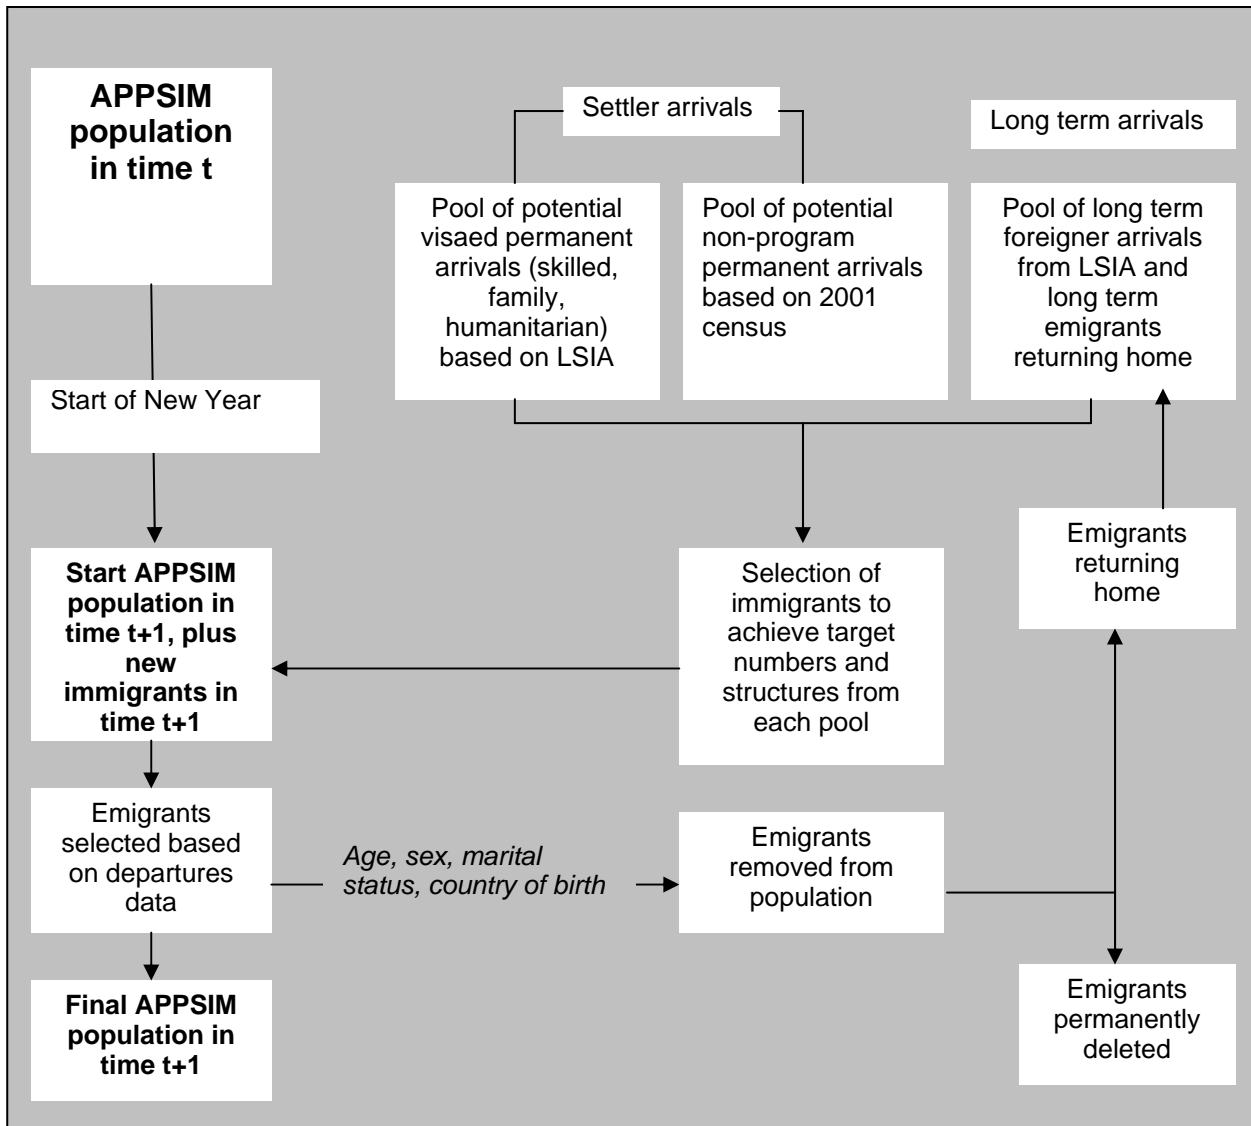 APPSIM
population
in time t
Settler arrivals
Long term arrivals
Pool of potential
visaed permanent
arrivals (skilled,
family,
humanitarian)
based on LSIA
Pool of potential
non-program
permanent arrivals
based on 2001
census
Pool of long term
foreigner arrivals
from LSIA and
long term
emigrants
returning home
Start of New Year
Start APPSIM
population in
time t+1, plus
new
immigrants in
time t+1
Selection of
immigrants to
achieve target
numbers and
structures from
each pool
Emigrants
returning
home
Emigrants
selected based
on departures
data
Age, sex, marital
status, country of birth
Emigrants
removed from
population
Final APPSIM
population in
time t+1
Emigrants
permanently
deleted